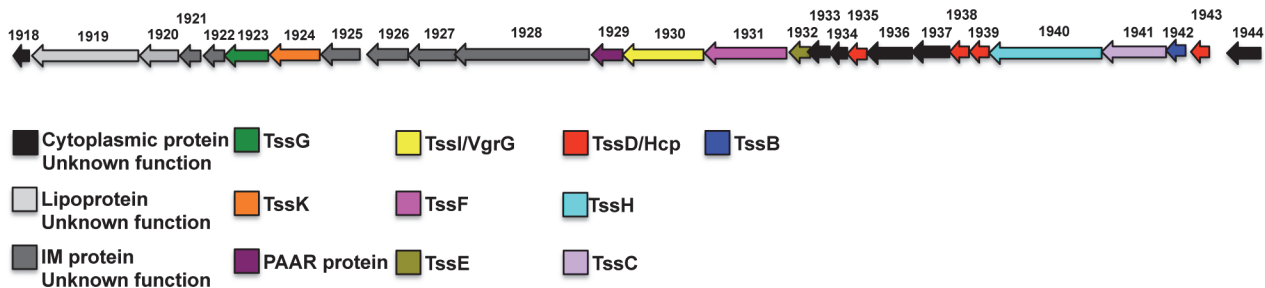 1918 1919 1920 1921 1922 1923 1924 1925 1926 1927 1928 1929 1930 1931 1932 1933 1934 1935 1936 1937 1938 1939 1940 1941 1942 1943 1944
Cytoplasmic protein
Unknown function
TssG
TssI/VgrG
TssD/Hcp
TssB
Lipoprotein
Unknown function
TssK
TssF
TssH
IM protein
Unknown function
PAAR protein
TssE
TssC